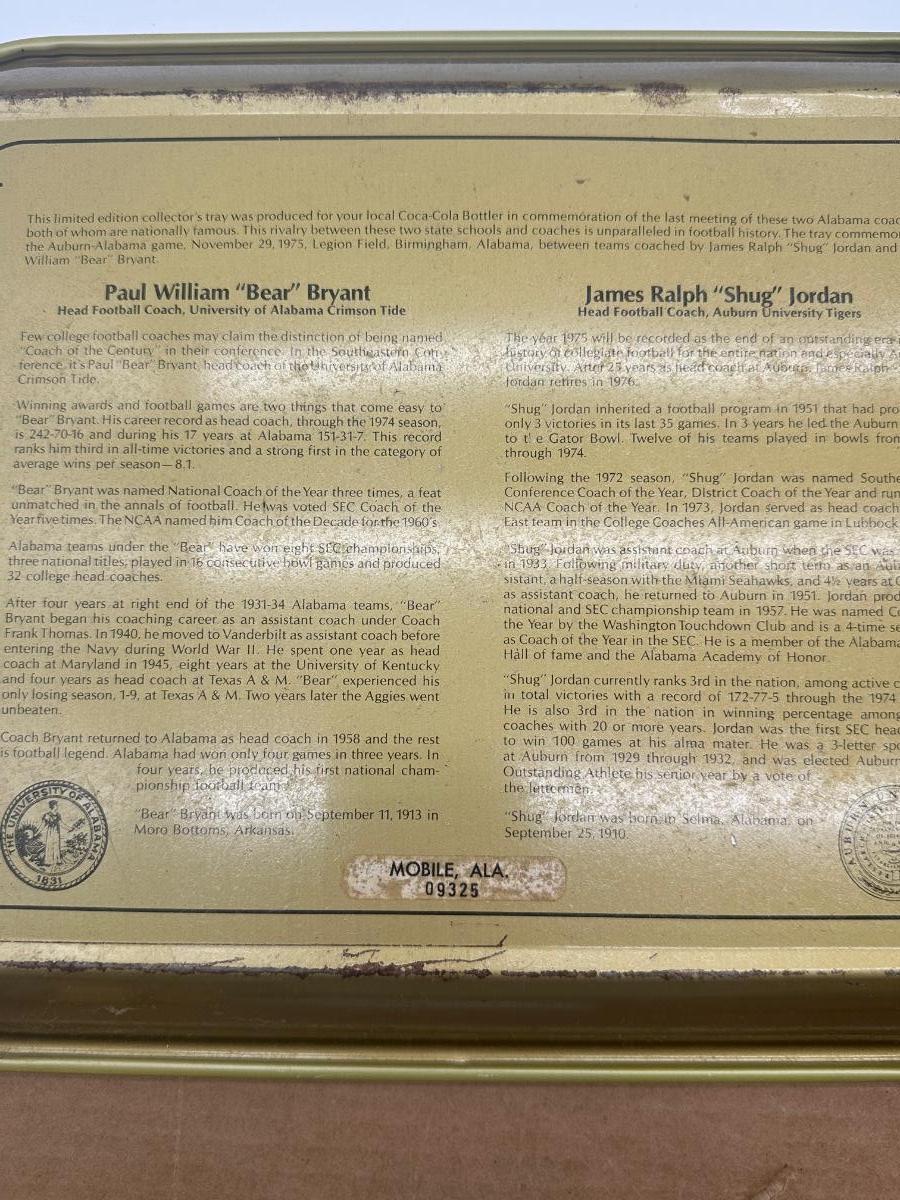 This limited edition collector's tray was produced for your local Coca-Cola Bottler in commemoration of the last meeting of these two Alabama
both of whom are nationally famous. This rivalry between these two state schools and coaches is unparalleled in football history. The tray
the Auburn-Alabama game, November 29, 1975, Legion Field, Birmingham, Alabama, between teams coached by James Ralph "Shug" Jordan and
William "Bear" Bryant.
Paul William "Bear" Bryant
Head Football Coach, University of Alabama Crimson Tide
Few college football coaches may claim the distinction of being named
"Coach of the Century" in their conference. In the Southeastern Con-
ference, it's Paul "Bear" Bryant, head coach of the University of Alabama
Crimson Tide.
Winning awards and football games are two things that come easy to
"Bear" Bryant. His career record as head coach, through the 1974 season,
is 242-70-16 and during his 17 years at Alabama 151-31-7. This record
ranks him third in all-time victories and a strong first in the category of
average wins per season—8.1.
"Bear" Bryant was named National Coach of the Year three times, a feat
unmatched in the annals of football. He was voted SEC Coach of the
Year five times. The NCAA named him Coach of the Decade for the 1960's.
Alabama teams under the "Bear" have won eight SEC championships,
three national titles, played in 16 consecutive bowl games and produced
32 college head coaches.
After four years at right end of the 1931-34 Alabama teams, "Bear"
Bryant began his coaching career as an assistant coach under Coach
Frank Thomas. In 1940, he moved to Vanderbilt as assistant coach before
entering the Navy during World War II. He spent one year as head
coach at Maryland in 1945, eight years at the University of Kentucky
and four years as head coach at Texas A & M. "Bear" experienced his
only losing season, 1-9, at Texas A & M. Two years later the Aggies went
unbeaten.
Coach Bryant returned to Alabama as head coach in 1958 and the rest
is football legend. Alabama had won only four games in three years. In
four years, he produced his first national cham-
pionship football team.
"Bear" Bryant was born on September 11, 1913 in
Moro Bottoms, Arkansas.
THE UNIVERSITY OF ALABAMA
1831
James Ralph "Shug" Jordan
Head Football Coach, Auburn University Tigers
The year 1975 will be recorded as the end of an outstanding era
history of collegiate football for the entire nation and especially
University. After 25 years as head coach at Auburn, James Ralph
Jordan retires in 1976.
"Shug" Jordan inherited a football program in 1951 that had
only 3 victories in its last 35 games. In 3 years he led the Auburn
to the Gator Bowl. Twelve of his teams played in bowls
through 1974.
Following the 1972 season, "Shug" Jordan was named
Conference Coach of the Year, District Coach of the Year and
NCAA Coach of the Year. In 1973, Jordan served as head coach
East team in the College Coaches All-American game in Lubbock
"Shug" Jordan was assistant coach at Auburn when the SEC was
in 1933. Following military duty, another short term as an
sistant, a half-season with the Miami Seahawks, and 4½ years at
as assistant coach, he returned to Auburn in 1951. Jordan
national and SEC championship team in 1957. He was named
the Year by the Washington Touchdown Club and is a 4-time
as Coach of the Year in the SEC. He is a member of the Alabama
Hall of fame and the Alabama Academy of Honor.
"Shug" Jordan currently ranks 3rd in the nation, among active
in total victories with a record of 172-77-5 through the 1974
He is also 3rd in the nation in winning percentage among
coaches with 20 or more years. Jordan was the first SEC head
to win 100 games at his alma mater. He was a 3-letter
at Auburn from 1929 through 1932, and was elected Auburn
Outstanding Athlete his senior year by a vote of
the lettermen.
"Shug" Jordan was born in Selma, Alabama, on
September 25, 1910.
AUBURN
MOBILE, ALA.
09325